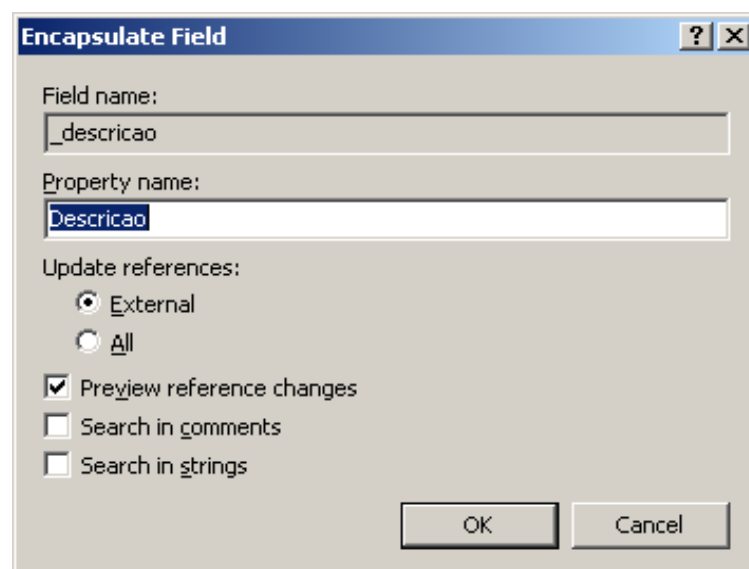 Encapsulate Field
Field name:
_descricao
Property name:
Descricao
Update references:
External
All
Preview reference changes
Search in comments
Search in strings
OK Cancel